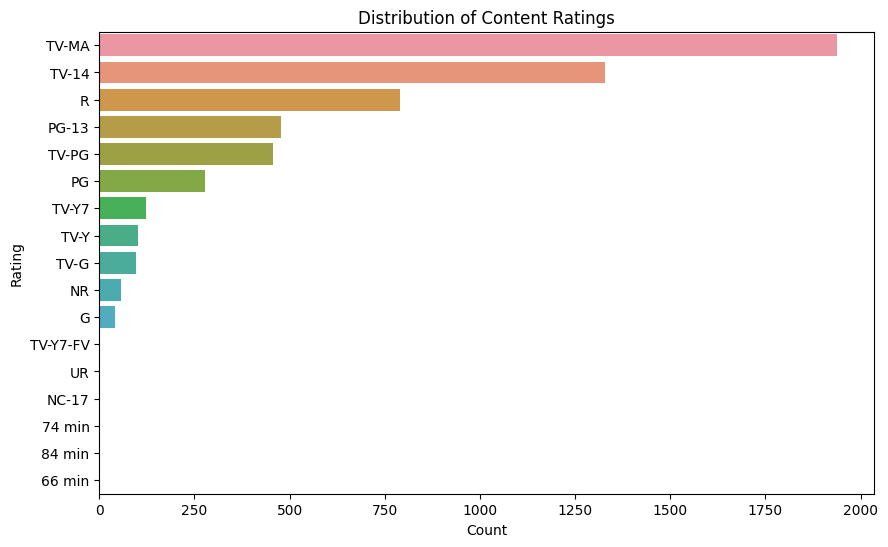 Distribution of Content Ratings
TV-MA
TV-14
R
PG-13
TV-PG
PG
TV-Y7
TV-Y
TV-G
NR
G
TV-Y7-FV
UR
NC-17
74 min
84 min
66 min
Rating
0 250 500 750 1000 1250 1500 1750 2000
Count